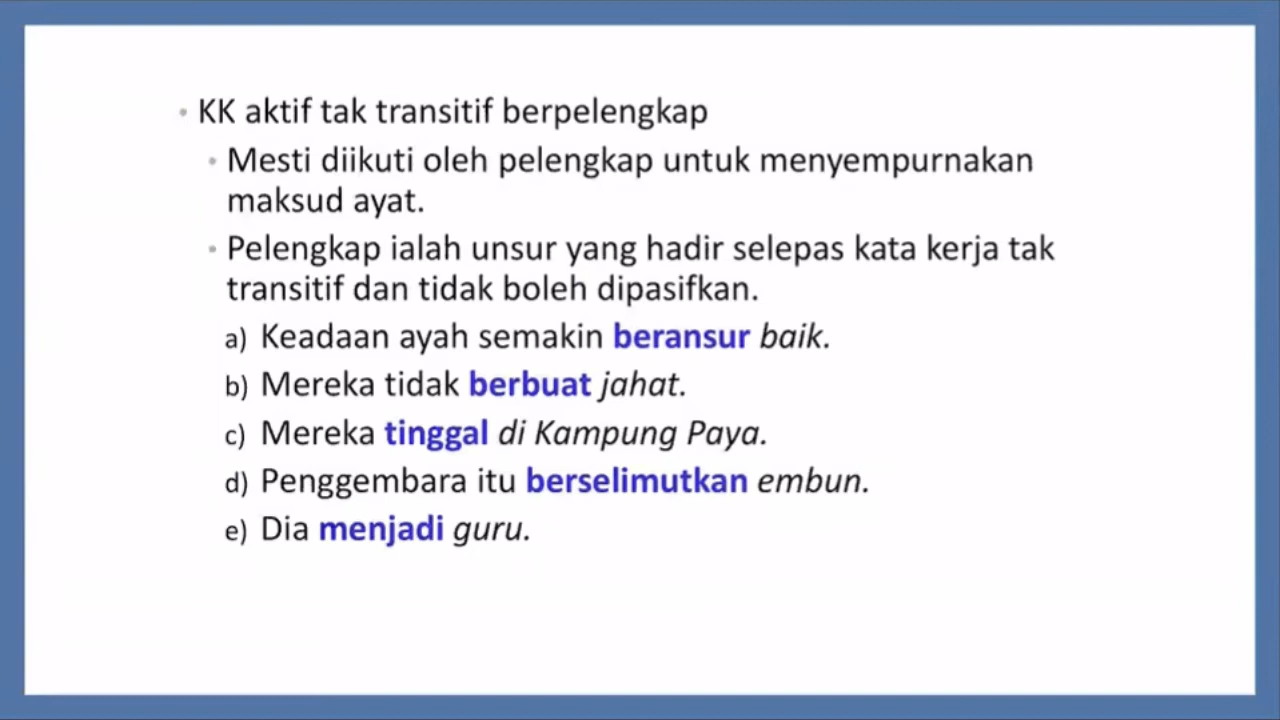 • KK aktif tak transitif berpelengkap
• Mesti diikuti oleh pelengkap untuk menyempurnakan
maksud ayat.
• Pelengkap ialah unsur yang hadir selepas kata kerja tak
transitif dan tidak boleh dipasifkan.
a) Keadaan ayah semakin beransur baik.
b) Mereka tidak berbuat jahat.
c) Mereka tinggal di Kampung Paya.
d) Penggembara itu berselimutkan embun.
e) Dia menjadi guru.